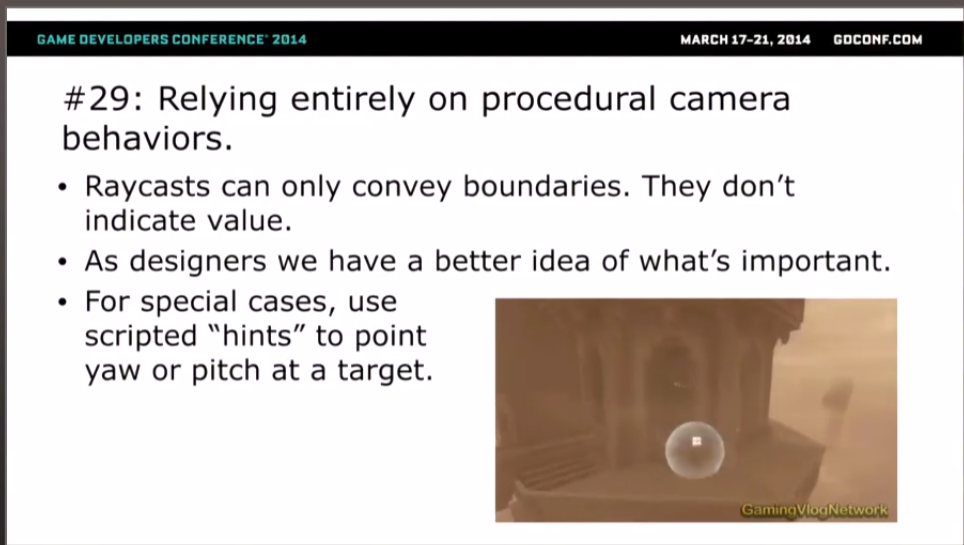 GAME DEVELOPERS CONFERENCE® 2014
MARCH 17–21, 2014 GDCONF.COM
#29: Relying entirely on procedural camera
behaviors.
• Raycasts can only convey boundaries. They don’t
indicate value.
• As designers we have a better idea of what’s important.
• For special cases, use
scripted “hints” to point
yaw or pitch at a target.
GamingVlogNetwork